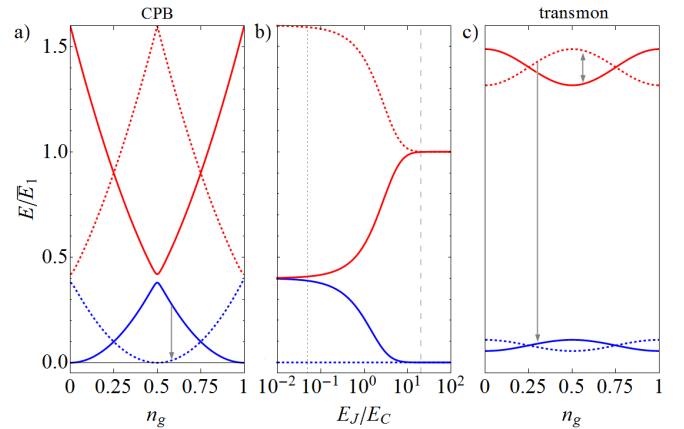 CPB
transmon
a)
b)
c)
E/E̅₁
1.5
1.0
0.5
0.0
0 0.25 0.5 0.75 1
n_g
10⁻² 10⁻¹ 10⁰ 10¹ 10²
E_J/E_C
0 0.25 0.5 0.75 1
n_g